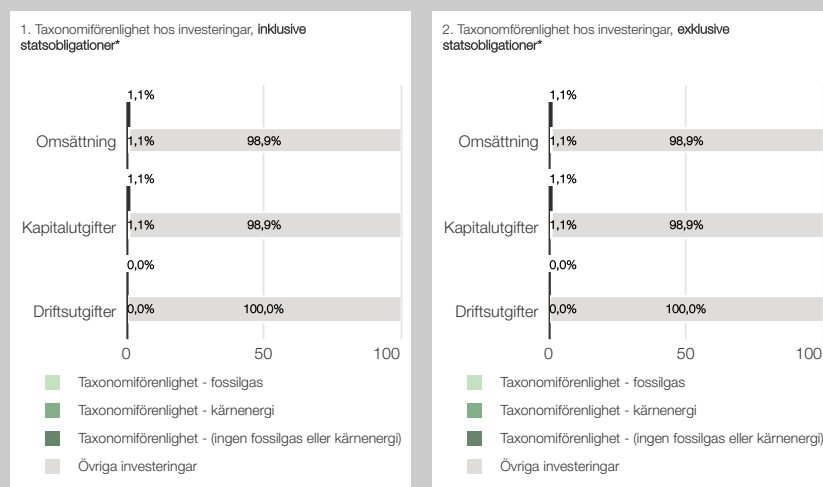 1. Taxonomiförenlighet hos investeringar, inklusive
statsobligationer*
1,1%
Omsättning
1,1%
98,9%
1,1%
Kapitalutgifter
1,1%
98,9%
0,0%
Driftsutgifter
0,0%
100,0%
0
50
100
Taxonomiförenlighet - fossilgas
Taxonomiförenlighet - kärnenergi
Taxonomiförenlighet - (ingen fossilgas eller kärnenergi)
Övriga investeringar
2. Taxonomförenlighet hos investeringar, exklusive
statsobligationer*
1,1%
Omsättning
1,1%
98,9%
1,1%
Kapitalutgifter
1,1%
98,9%
0,0%
Driftsutgifter
0,0%
100,0%
0
50
100
Taxonomiförenlighet - fossilgas
Taxonomiförenlighet - kärnenergi
Taxonomiförenlighet - (ingen fossilgas eller kärnenergi)
Övriga investeringar